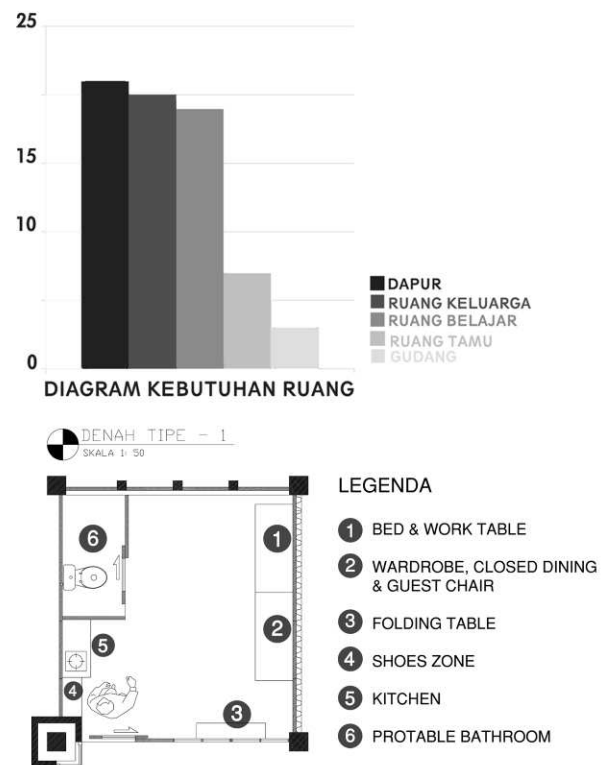 25
15
10
0
DAPUR
RUANG KELUARGA
RUANG BELAJAR
RUANG TAMU
GUDANG
DIAGRAM KEBUTUHAN RUANG
DENAH TIPE - 1
SKALA 1: 50
6
1
2
5
4
3
LEGENDA
1 BED & WORK TABLE
2 WARDROBE, CLOSED DINING
& GUEST CHAIR
3 FOLDING TABLE
4 SHOES ZONE
5 KITCHEN
6 PROTABLE BATHROOM